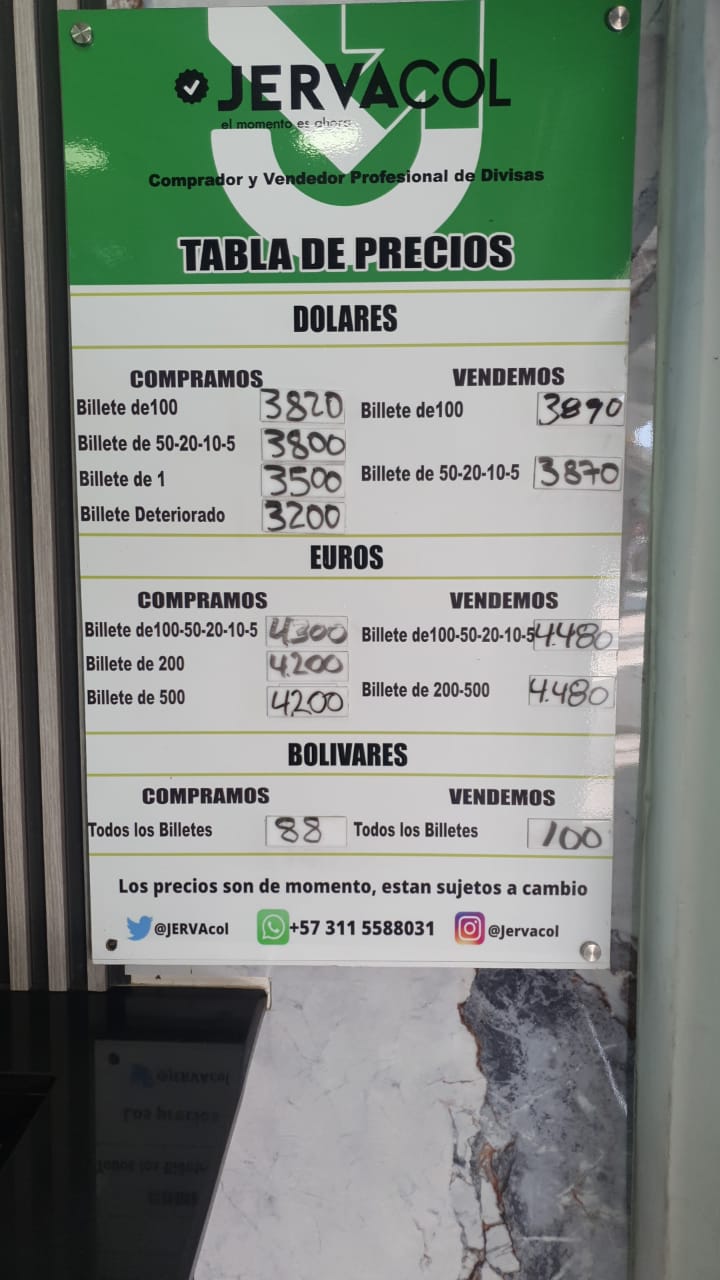 JERVACOL
el momento es ahora
Comprador y Vendedor Profesional de Divisas
TABLA DE PRECIOS
DOLARES
COMPRAMOS VENDEMOS
Billete de100 3820 Billete de100 3890
Billete de 50-20-10-5 3800
Billete de 50-20-10-5 3870
Billete de 1 3500
Billete Deteriorado 3200
EUROS
COMPRAMOS VENDEMOS
Billete de100-50-20-10-5 4300 Billete de100-50-20-10-5 4.480
Billete de 200 4.200
Billete de 500 4200 Billete de 200-500 4.480
BOLIVARES
COMPRAMOS VENDEMOS
Todos los Billetes 88 Todos los Billetes 100
Los precios son de momento, estan sujetos a cambio
@JERVAcol +57 311 5588031 @Jervacol